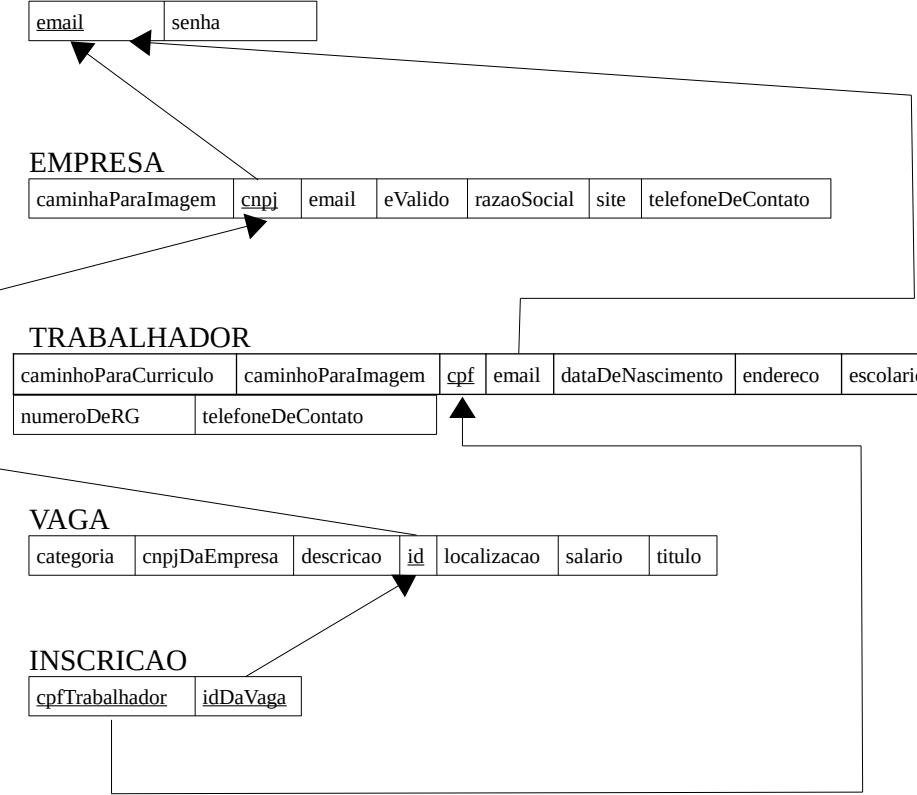 email senha
EMPRESA
caminhaParaImagem cnpj email eValido razaoSocial site telefoneDeContato
TRABALHADOR
caminhoParaCurriculo caminhoParaImagem cpf email dataDeNascimento endereco
numeroDeRG telefoneDeContato
VAGA
categoria cnpjDaEmpresa descricao id localizacao salario titulo
INSCRICAO
cpfTrabalhador idDaVaga